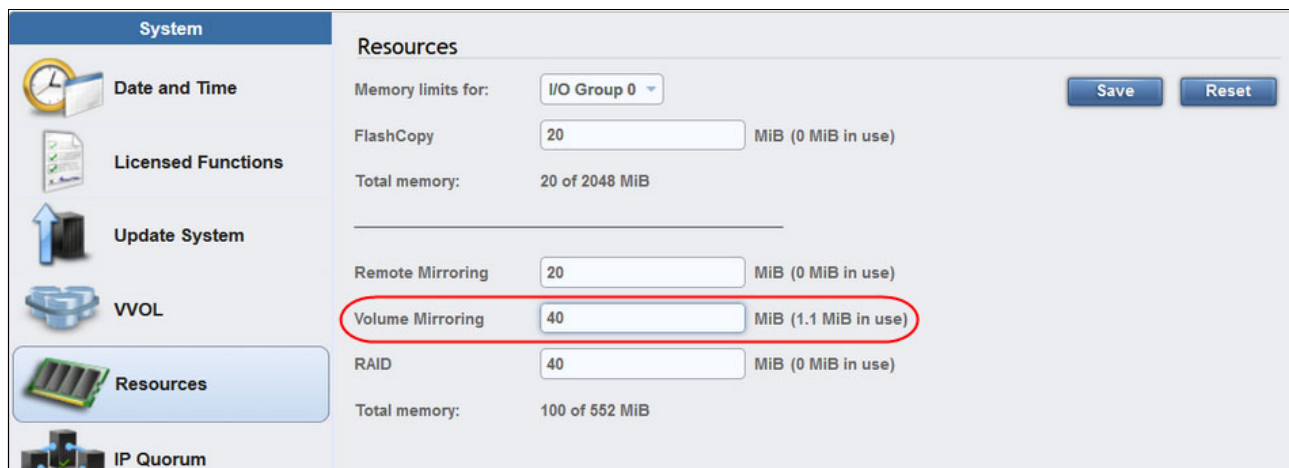 System
Date and Time
Licensed Functions
Update System
VVOL
Resources
IP Quorum
Resources
Memory limits for: I/O Group 0 Save Reset
FlashCopy 20 MiB (0 MiB in use)
Total memory: 20 of 2048 MiB
Remote Mirroring 20 MiB (0 MiB in use)
Volume Mirroring 40 MiB (1.1 MiB in use)
RAID 40 MiB (0 MiB in use)
Total memory: 100 of 552 MiB